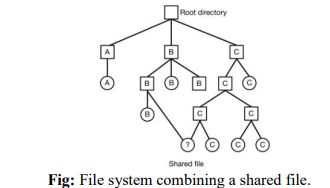 Root directory
A B C
A B B B C C
B C C
? C C C
Shared file
Fig: File system combining a shared file.